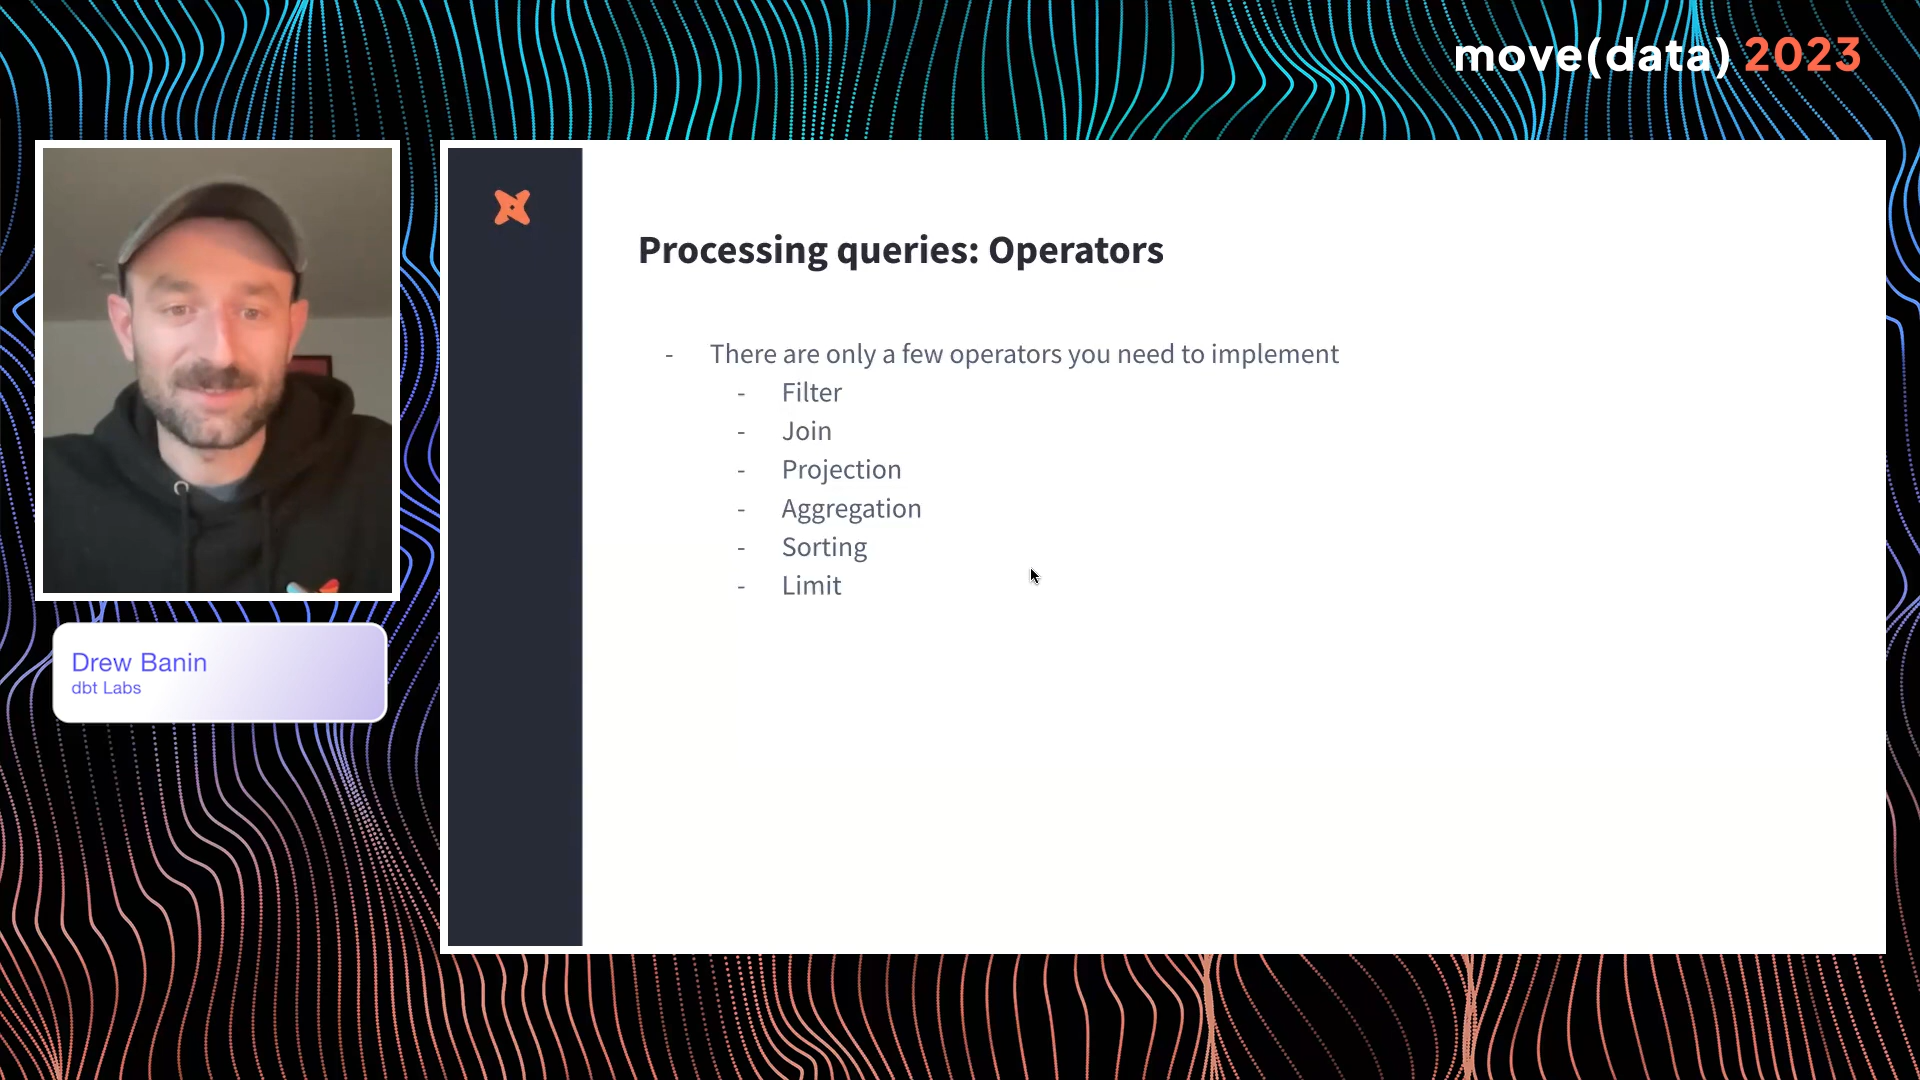 move(data) 2023
Processing queries: Operators
- There are only a few operators you need to implement
- Filter
- Join
- Projection
- Aggregation
- Sorting
- Limit
Drew Banin
dbt Labs